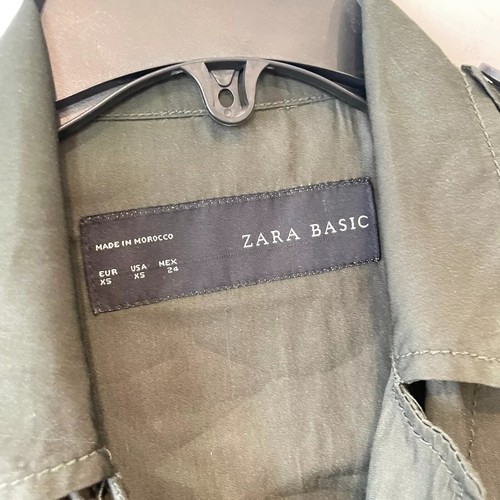 MADE IN MOROCCO
ZARA BASIC
EUR USA MEX
XS XS 24